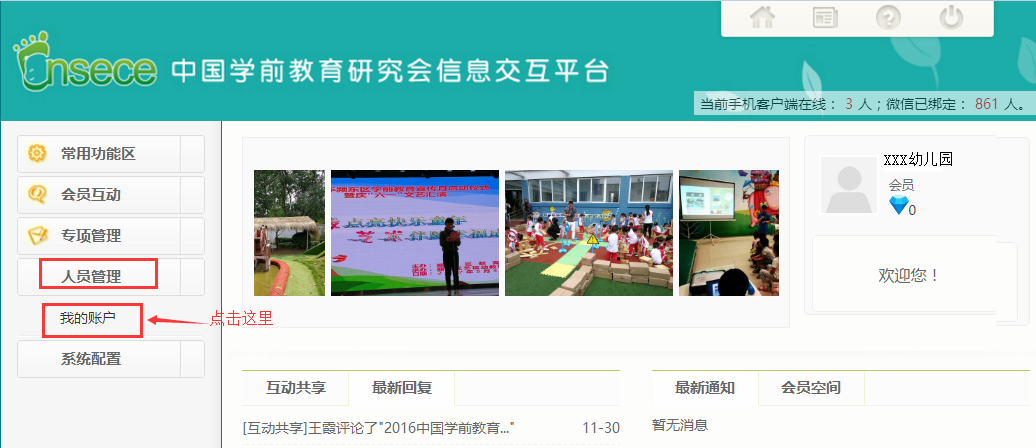 nsece 中国学前教育研究会信息交互平台
当前手机客户端在线： 3 人；微信已绑定： 861 人。
常用功能区
会员互动
专项管理
人员管理
我的账户
点击这里
系统配置
xxx幼儿园
会员
0
欢迎您！
互动共享
最新回复
[互动共享]王霞评论了"2016中国学前教育..."
11-30
最新通知
会员空间
暂无消息